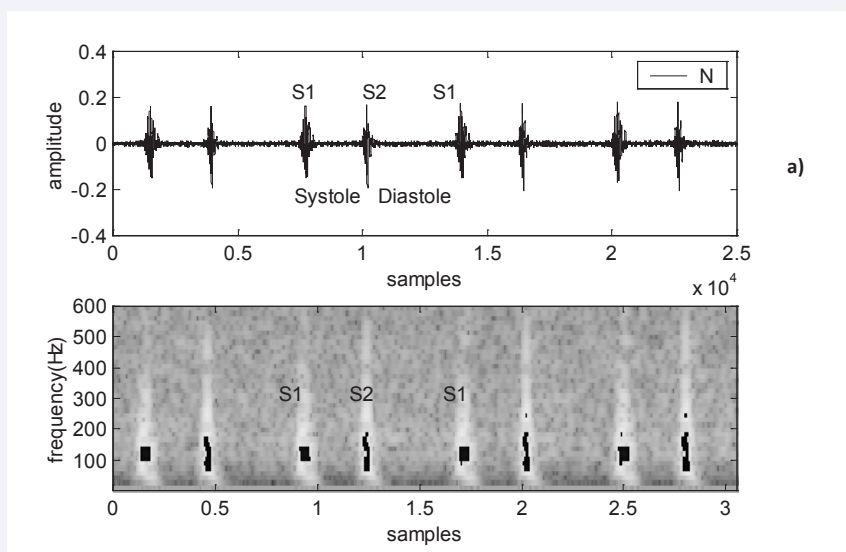 0.4
0.2
0
-0.2
-0.4
amplitude
S1 S2 S1
N
Systole Diastole
a)
0 0.5 1 1.5 2 2.5
samples
x 10^4
600
500
400
300
200
100
frequency(Hz)
S1 S2 S1
0 0.5 1 1.5 2 2.5 3
samples